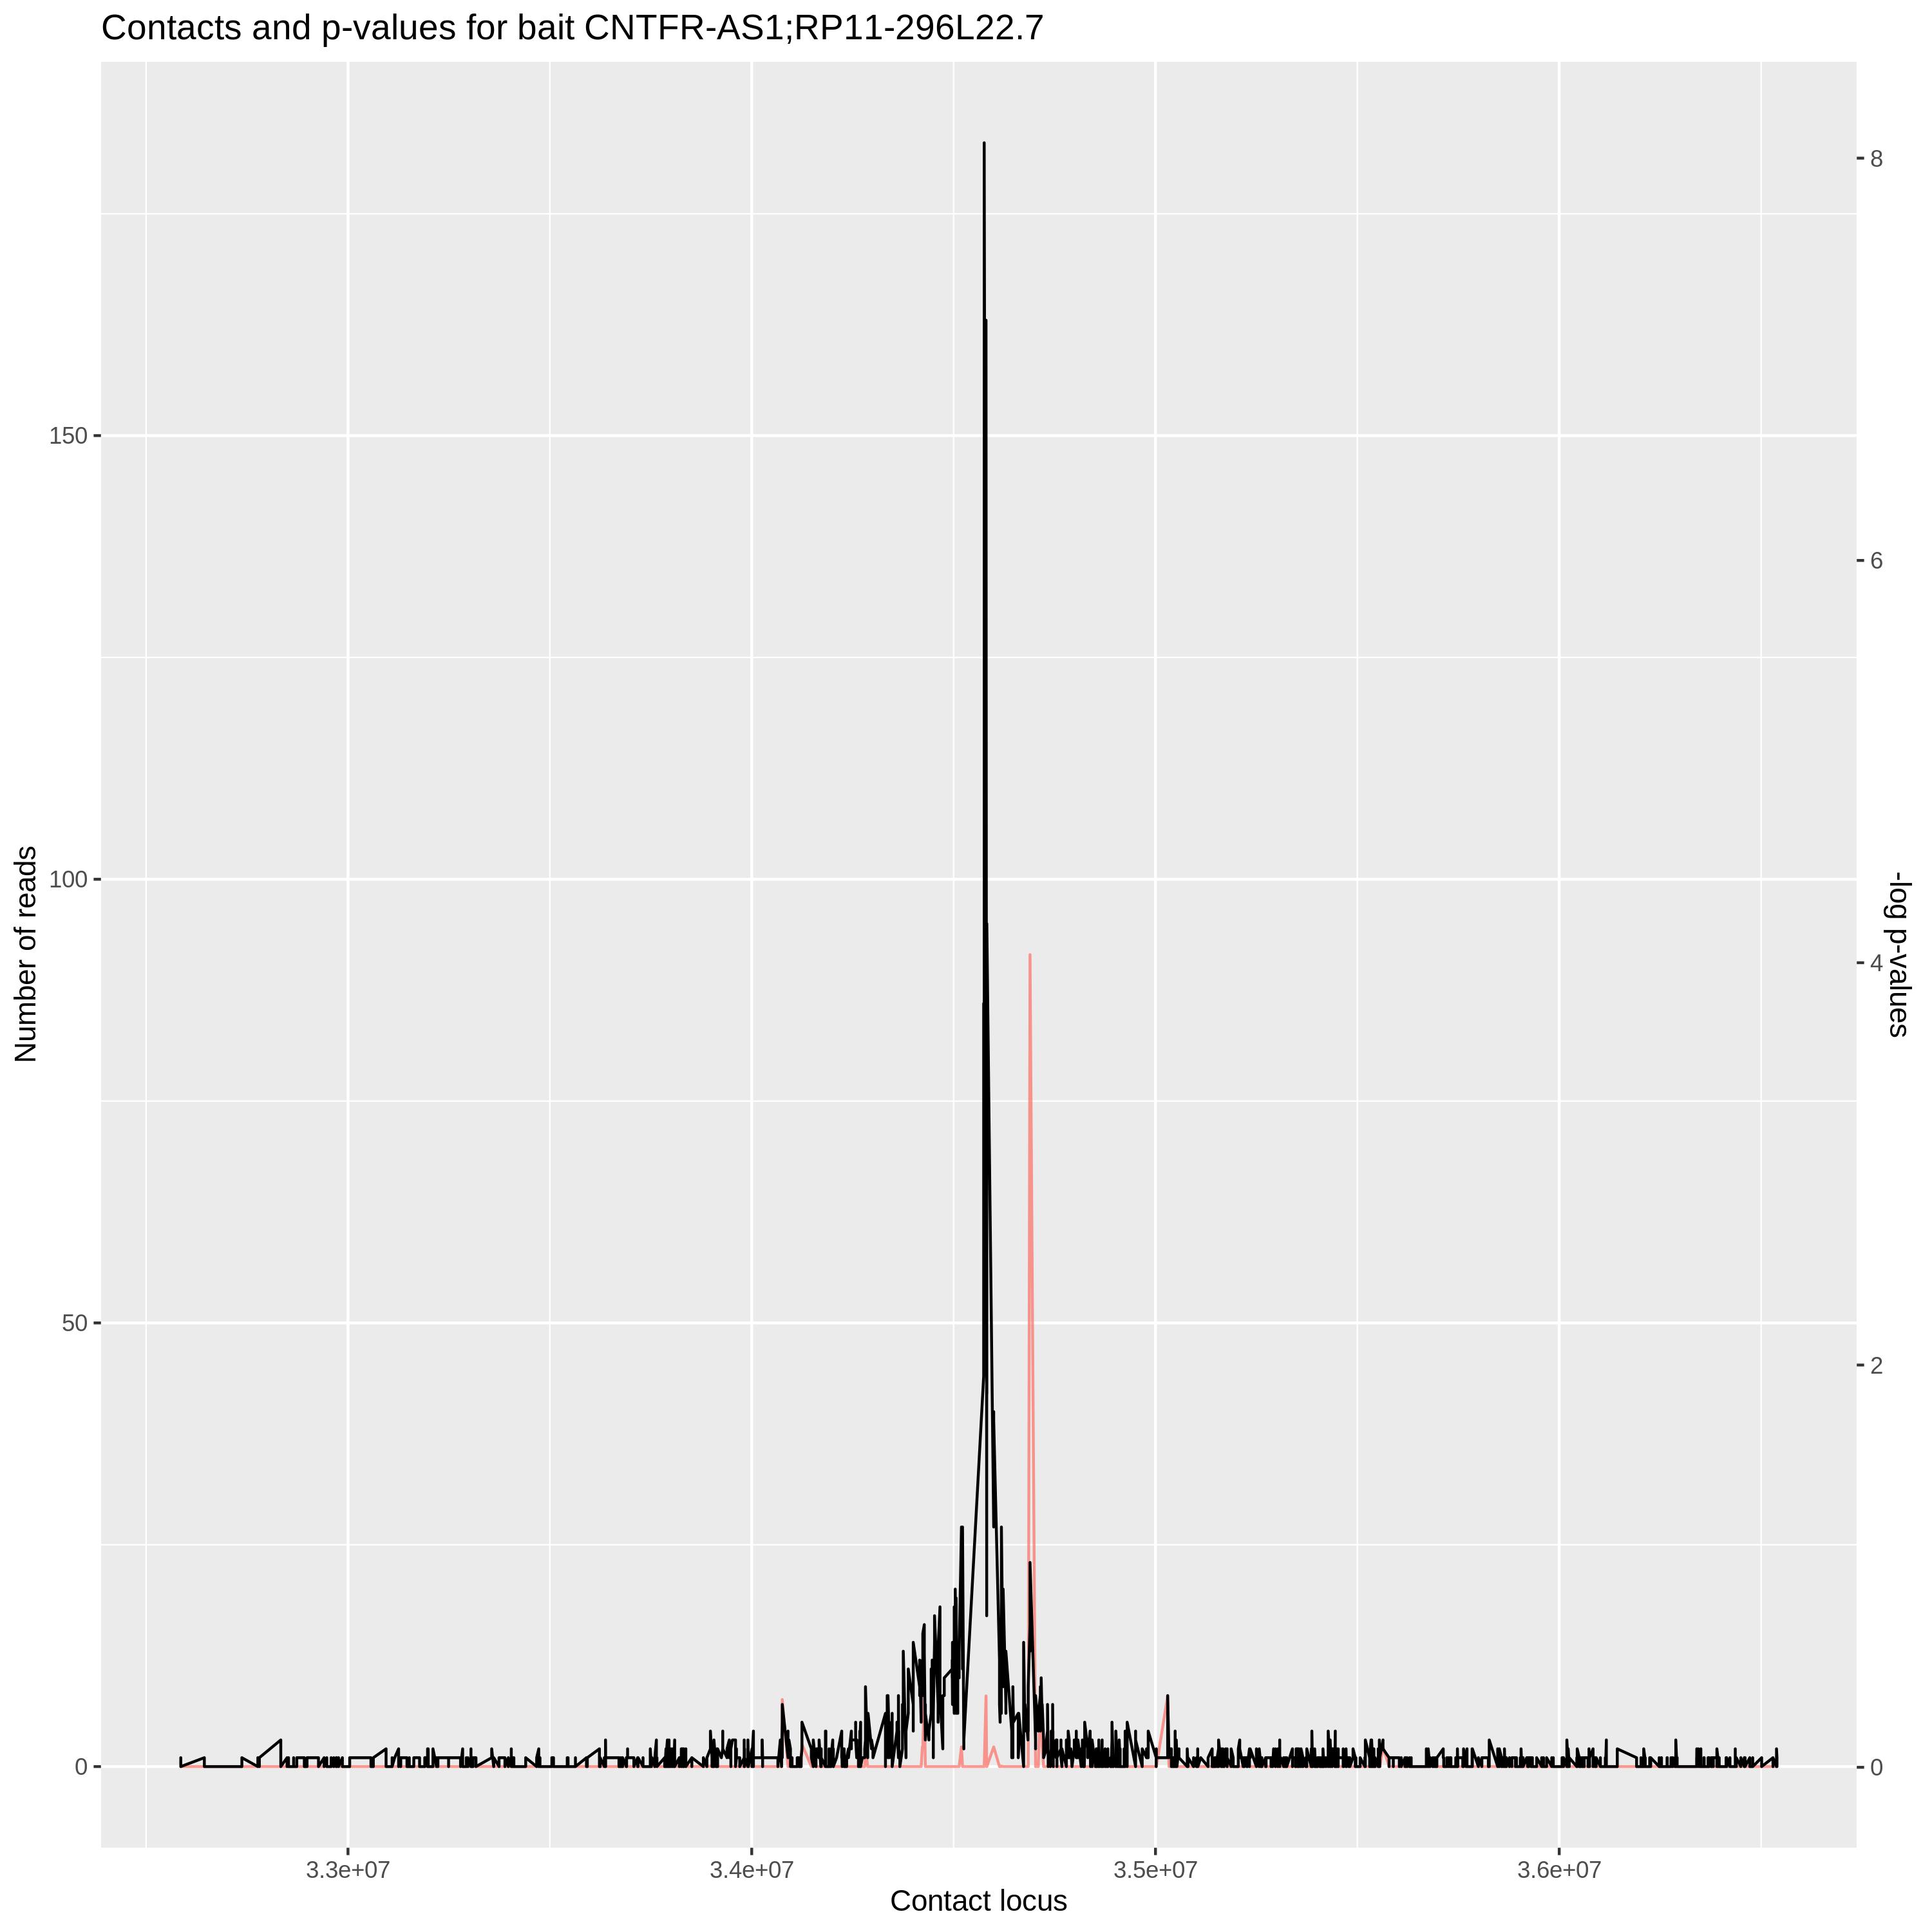 Contacts and p-values for bait CNTFR-AS1;RP11-296L22.7
Number of reads
150
100
50
0
8
6
4
2
0
-log p-values
3.3e+07
3.4e+07
3.5e+07
3.6e+07
Contact locus